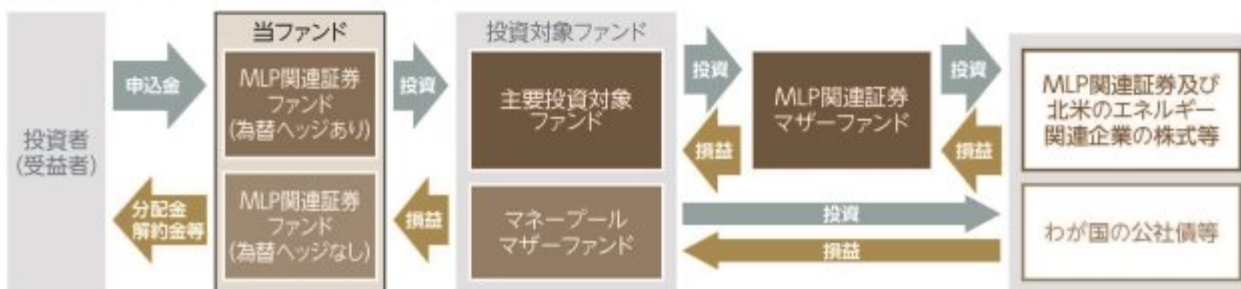 投資者
(受益者)
申込金
分配金
解約金等
当ファンド
MLP関連証券
ファンド
(為替ヘッジあり)
MLP関連証券
ファンド
(為替ヘッジなし)
投資
損益
投資対象ファンド
主要投資対象
ファンド
マネープール
マザーファンド
投資
損益
MLP関連証券
マザーファンド
投資
損益
投資
損益
MLP関連証券及び
北米のエネルギー
関連企業の株式等
わが国の公社債等